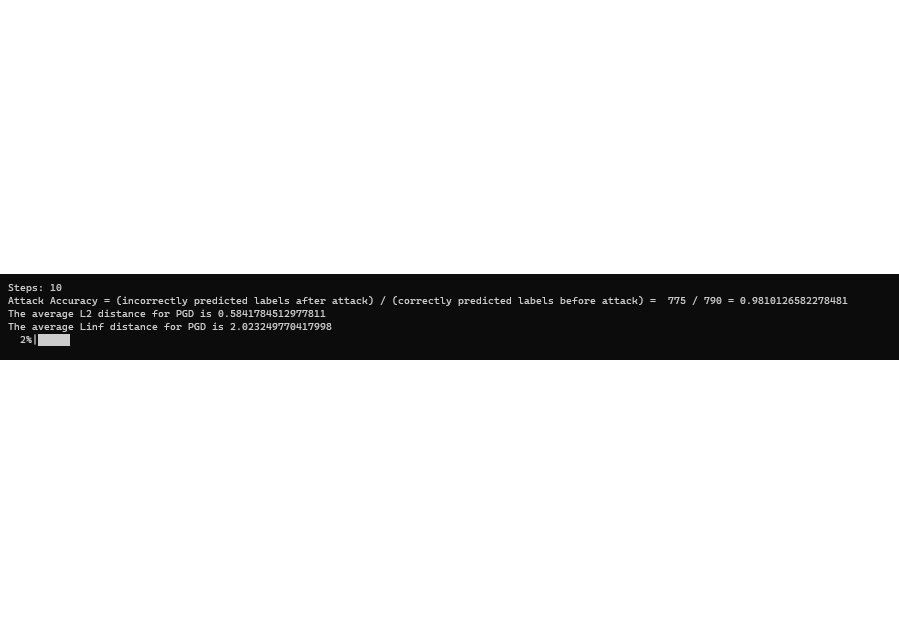 Steps: 10
Attack Accuracy = (incorrectly predicted labels after attack) / (correctly predicted labels before attack) =  775 / 790 = 0.9810126582278481
The average L2 distance for PGD is 0.5841784512977811
The average Linf distance for PGD is 2.023249770417998
2%|